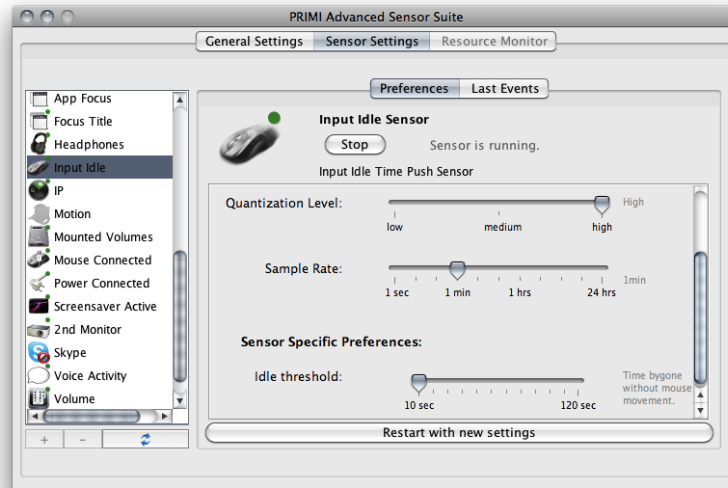 PRIMI Advanced Sensor Suite
General Settings Sensor Settings Resource Monitor
Preferences Last Events
App Focus
Focus Title
Headphones
Input Idle
IP
Motion
Mounted Volumes
Mouse Connected
Power Connected
Screensaver Active
2nd Monitor
Skype
Voice Activity
Volume
+ -
Input Idle Sensor
Stop Sensor is running.
Input Idle Time Push Sensor
Quantization Level: High
low medium high
Sample Rate: 1min
1 sec 1 min 1 hrs 24 hrs
Sensor Specific Preferences:
Idle threshold:
10 sec 120 sec
Time bygone
without mouse
movement.
Restart with new settings